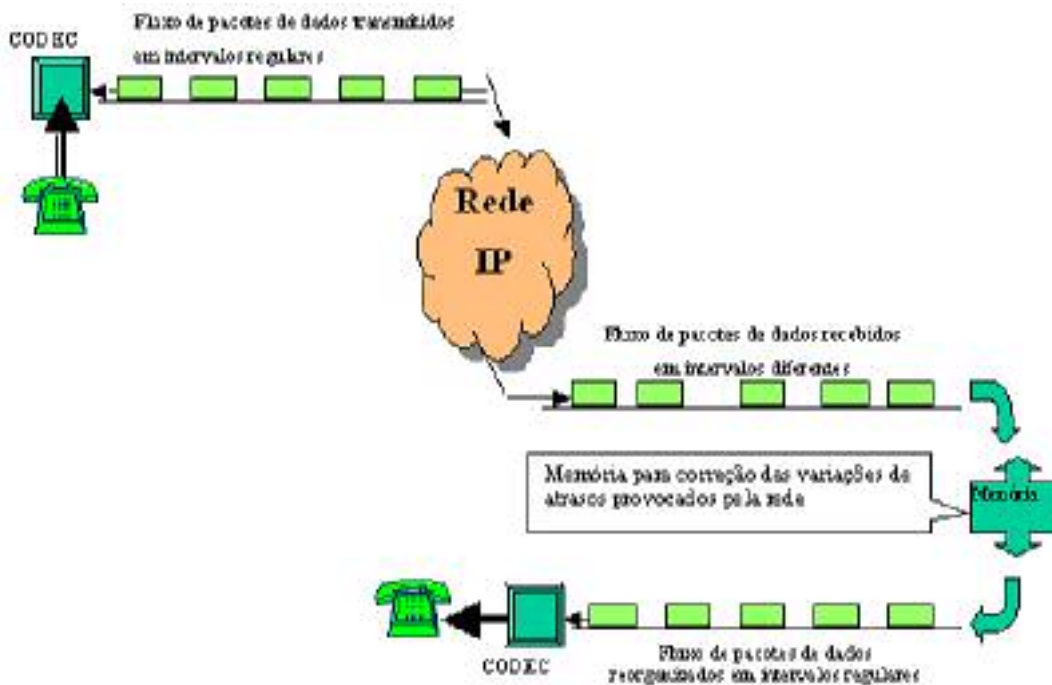 Fluxo de pacotes de dados transmitidos
em intervalos regulares
CODEC
Rede
IP
Fluxo de pacotes de dados recebidos
em intervalos diferentes
Memória para correção das variações de
atrasos provocados pela rede
Memória
CODEC
Fluxo de pacotes de dados
reorganizados em intervalos regulares